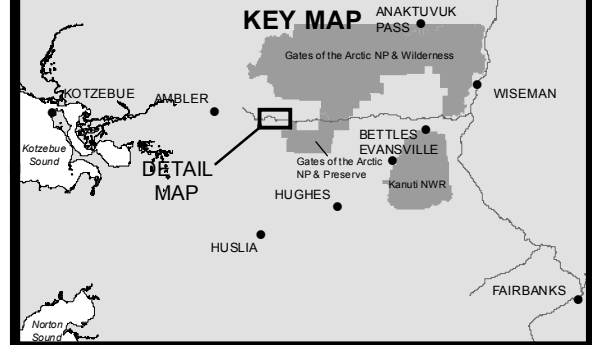 KEY MAP
ANAKTUVUK
PASS
Gates of the Arctic NP & Wilderness
KOTZEBUE
AMBLER
WISEMAN
Kotzebue
Sound
BETTLES
EVANSVILLE
DETAIL
MAP
Gates of the Arctic
NP & Preserve
Kanuti NWR
HUGHES
HUSLIA
FAIRBANKS
Norton
Sound